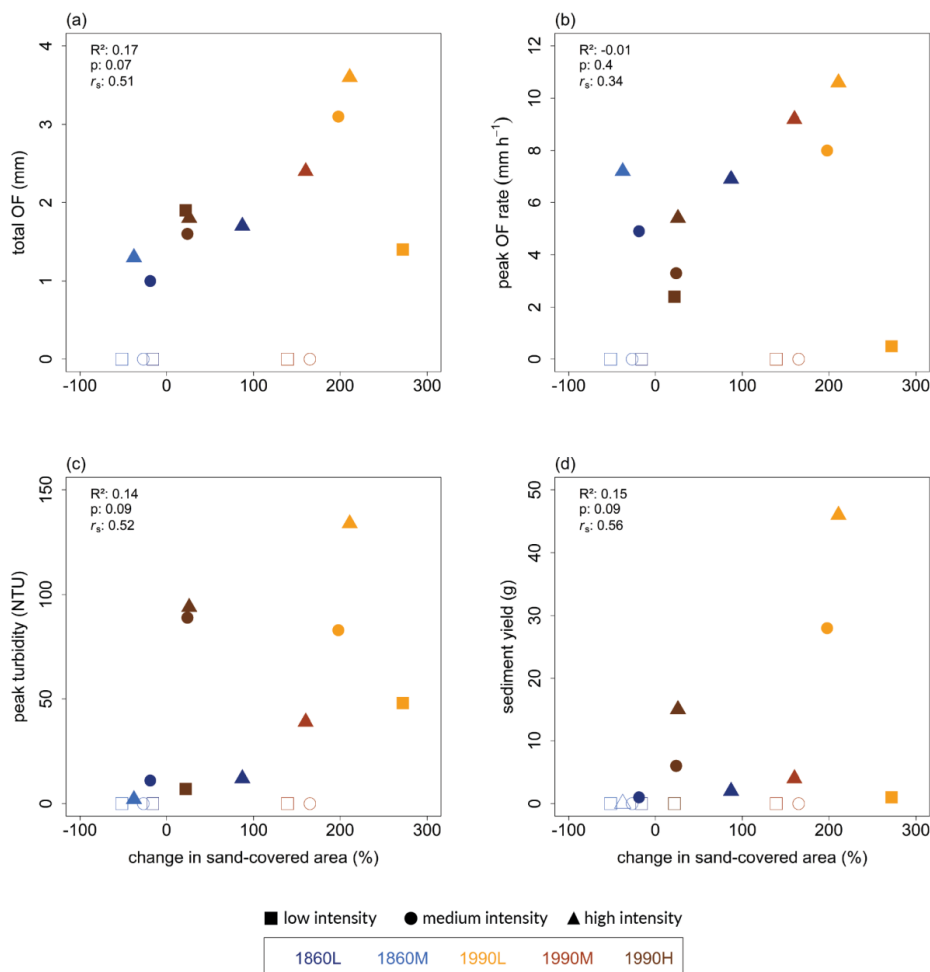 (a)
R²: 0.17
p: 0.07
rs: 0.51
total OF (mm)
0
1
2
3
4
-100
0
100
200
300
(b)
R²: -0.01
p: 0.4
rs: 0.34
peak OF rate (mm h⁻¹)
0
2
4
6
8
10
12
-100
0
100
200
300
(c)
R²: 0.14
p: 0.09
rs: 0.52
peak turbidity (NTU)
0
50
100
150
-100
0
100
200
300
change in sand-covered area (%)
(d)
R²: 0.15
p: 0.09
rs: 0.56
sediment yield (g)
0
10
20
30
40
50
-100
0
100
200
300
change in sand-covered area (%)
low intensity medium intensity high intensity
1860L 1860M 1990L 1990M 1990H